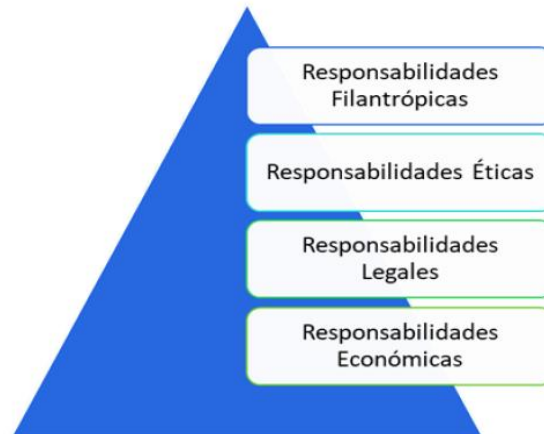 Responsabilidades
Filantrópicas
Responsabilidades Éticas
Responsabilidades
Legales
Responsabilidades
Económicas